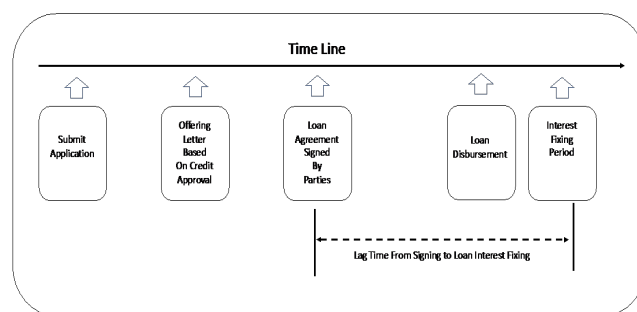 Time Line
Submit
Application
Offering
Letter
Based
On Credit
Approval
Loan
Agreement
Signed
By
Parties
Loan
Disbursement
Interest
Fixing
Period
Lag Time From Signing to Loan Interest Fixing